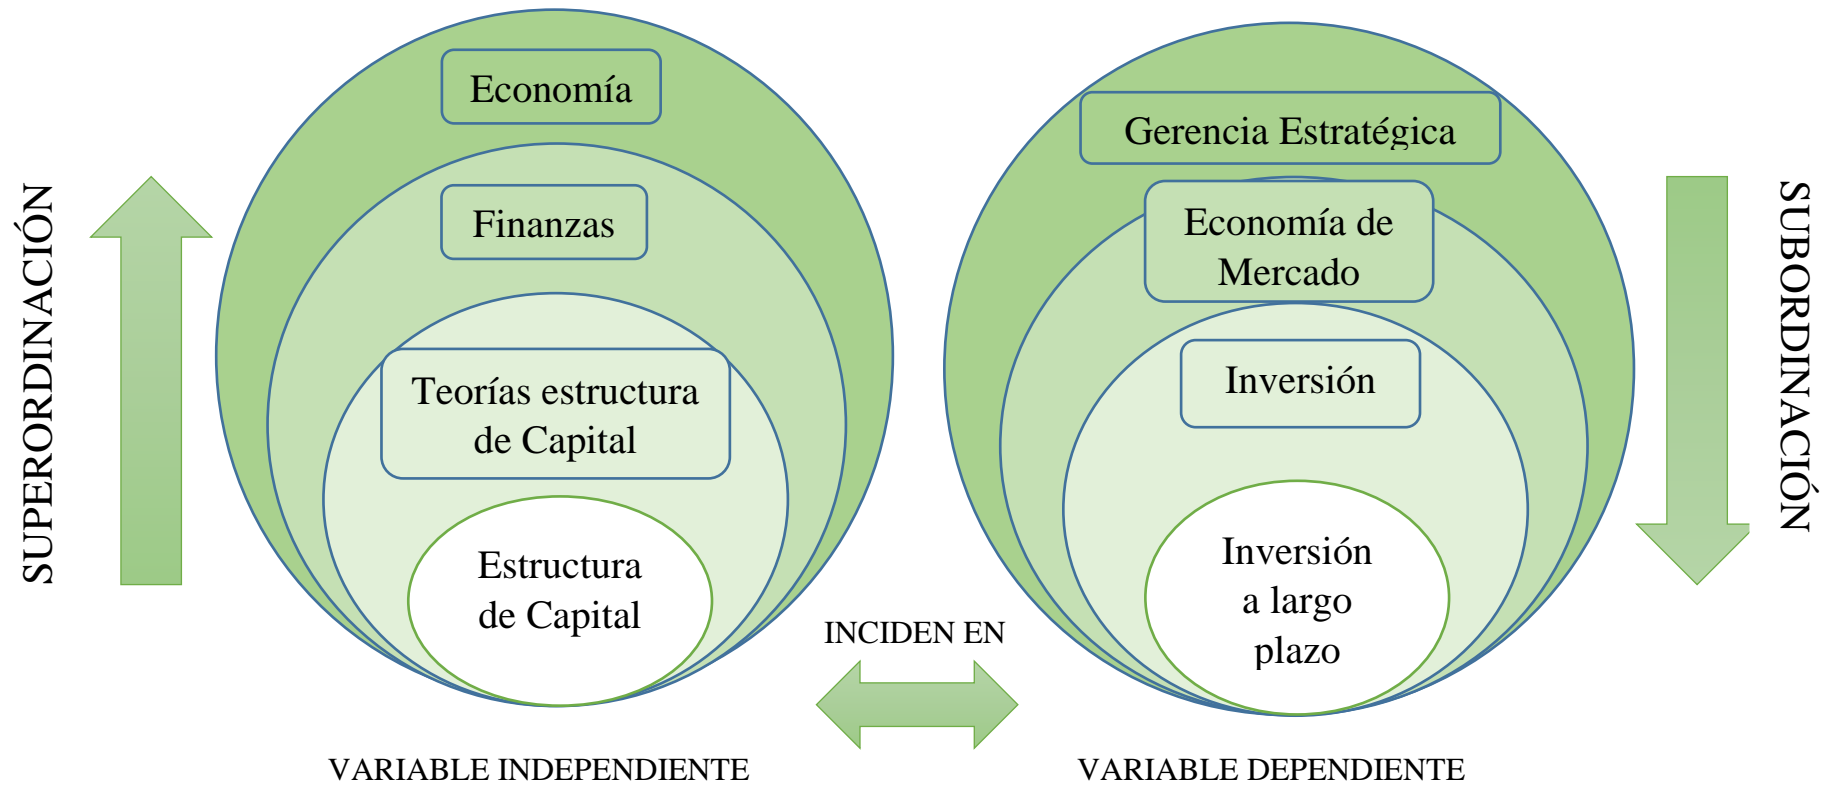 SUPERORDINACIÓN
Economía
Finanzas
Teorías estructura
de Capital
Estructura
de Capital
INCIDEN EN
Gerencia Estratégica
Economía de
Mercado
Inversión
Inversión
a largo
plazo
SUBORDINACIÓN
VARIABLE INDEPENDIENTE
VARIABLE DEPENDIENTE